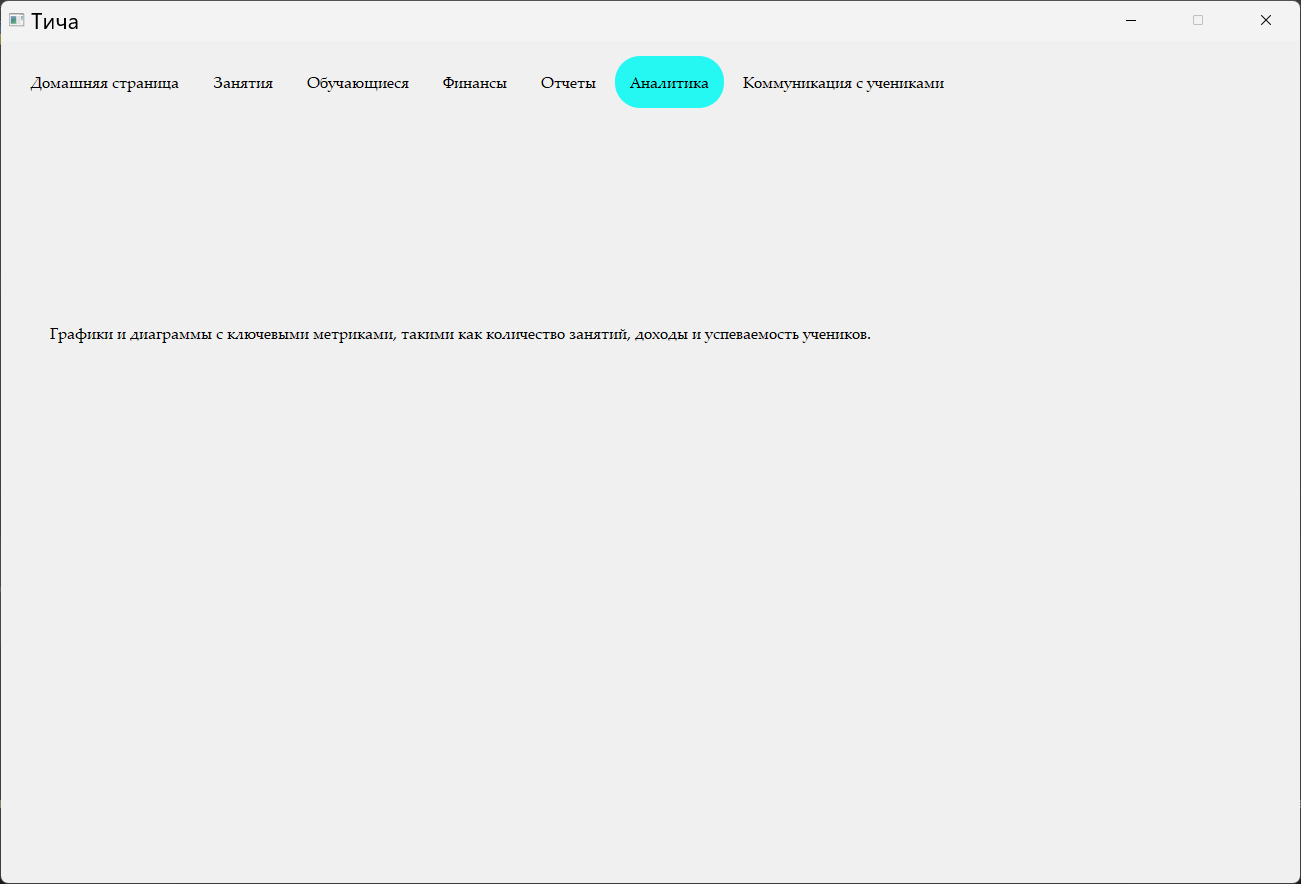 Тича
Домашняя страница Занятия Обучающиеся Финансы Отчеты Аналитика Коммуникация с учениками
Графики и диаграммы с ключевыми метриками, такими как количество занятий, доходы и успеваемость учеников.